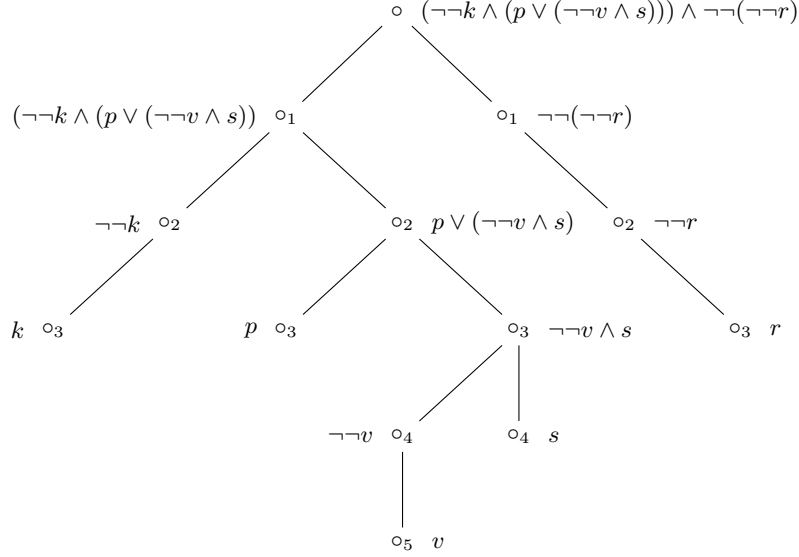 ∘ (¬¬k ∧ (p ∨ (¬¬v ∧ s))) ∧ ¬¬(¬¬r)
(¬¬k ∧ (p ∨ (¬¬v ∧ s)) ∘₁ ∘₁ ¬¬(¬¬r)
¬¬k ∘₂ ∘₂ p ∨ (¬¬v ∧ s) ∘₂ ¬¬r
k ∘₃ p ∘₃ ∘₃ ¬¬v ∧ s ∘₃ r
¬¬v ∘₄ ∘₄ s
∘₅ v